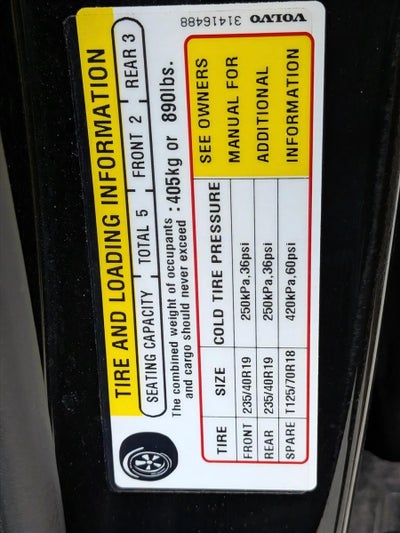 TIRE AND LOADING INFORMATION
SEATING CAPACITY TOTAL 5 FRONT 2 REAR 3
The combined weight of occupants
and cargo should never exceed : 405kg or 890lbs.
TIRE SIZE COLD TIRE PRESSURE
FRONT 235/40R19 250kPa,36psi
REAR 235/40R19 250kPa,36psi
SPARE T125/70R18 420kPa,60psi
SEE OWNERS
MANUAL FOR
ADDITIONAL
INFORMATION
VOLVO 31416488